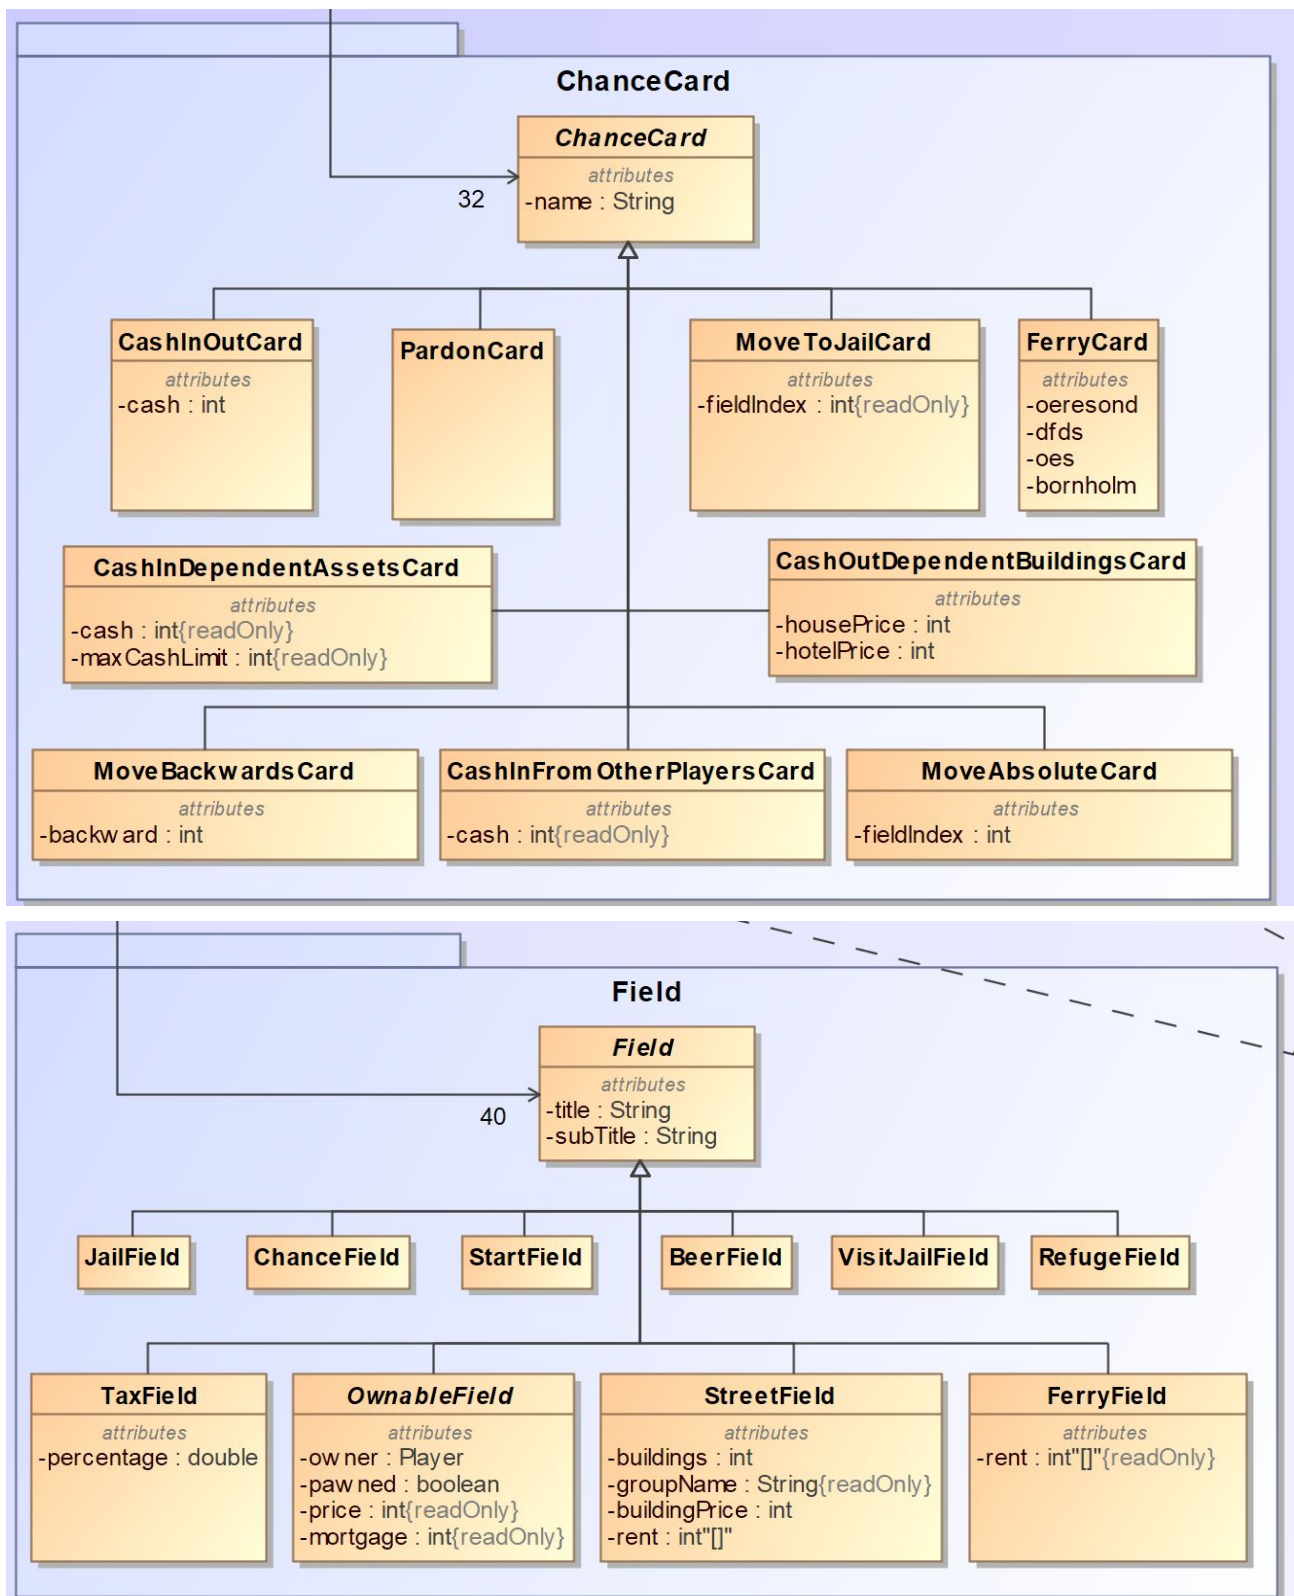 ChanceCard
ChanceCard
attributes
-name : String
32
CashInOutCard
attributes
-cash : int
PardonCard
MoveToJailCard
attributes
-fieldIndex : int{readOnly}
FerryCard
attributes
-oeresond
-dfds
-oes
-bornholm
CashInDependentAssetsCard
attributes
-cash : int{readOnly}
-maxCashLimit : int{readOnly}
CashOutDependentBuildingsCard
attributes
-housePrice : int
-hotelPrice : int
MoveBackwardsCard
attributes
-backward : int
CashInFromOtherPlayersCard
attributes
-cash : int{readOnly}
MoveAbsoluteCard
attributes
-fieldIndex : int
Field
Field
attributes
-title : String
-subTitle : String
40
JailField
ChanceField
StartField
BeerField
VisitJailField
RefugeField
TaxField
attributes
-percentage : double
OwnableField
attributes
-owner : Player
-pawned : boolean
-price : int{readOnly}
-mortgage : int{readOnly}
StreetField
attributes
-buildings : int
-groupName : String{readOnly}
-buildingPrice : int
-rent : int"[]"
FerryField
attributes
-rent : int"[]"{readOnly}